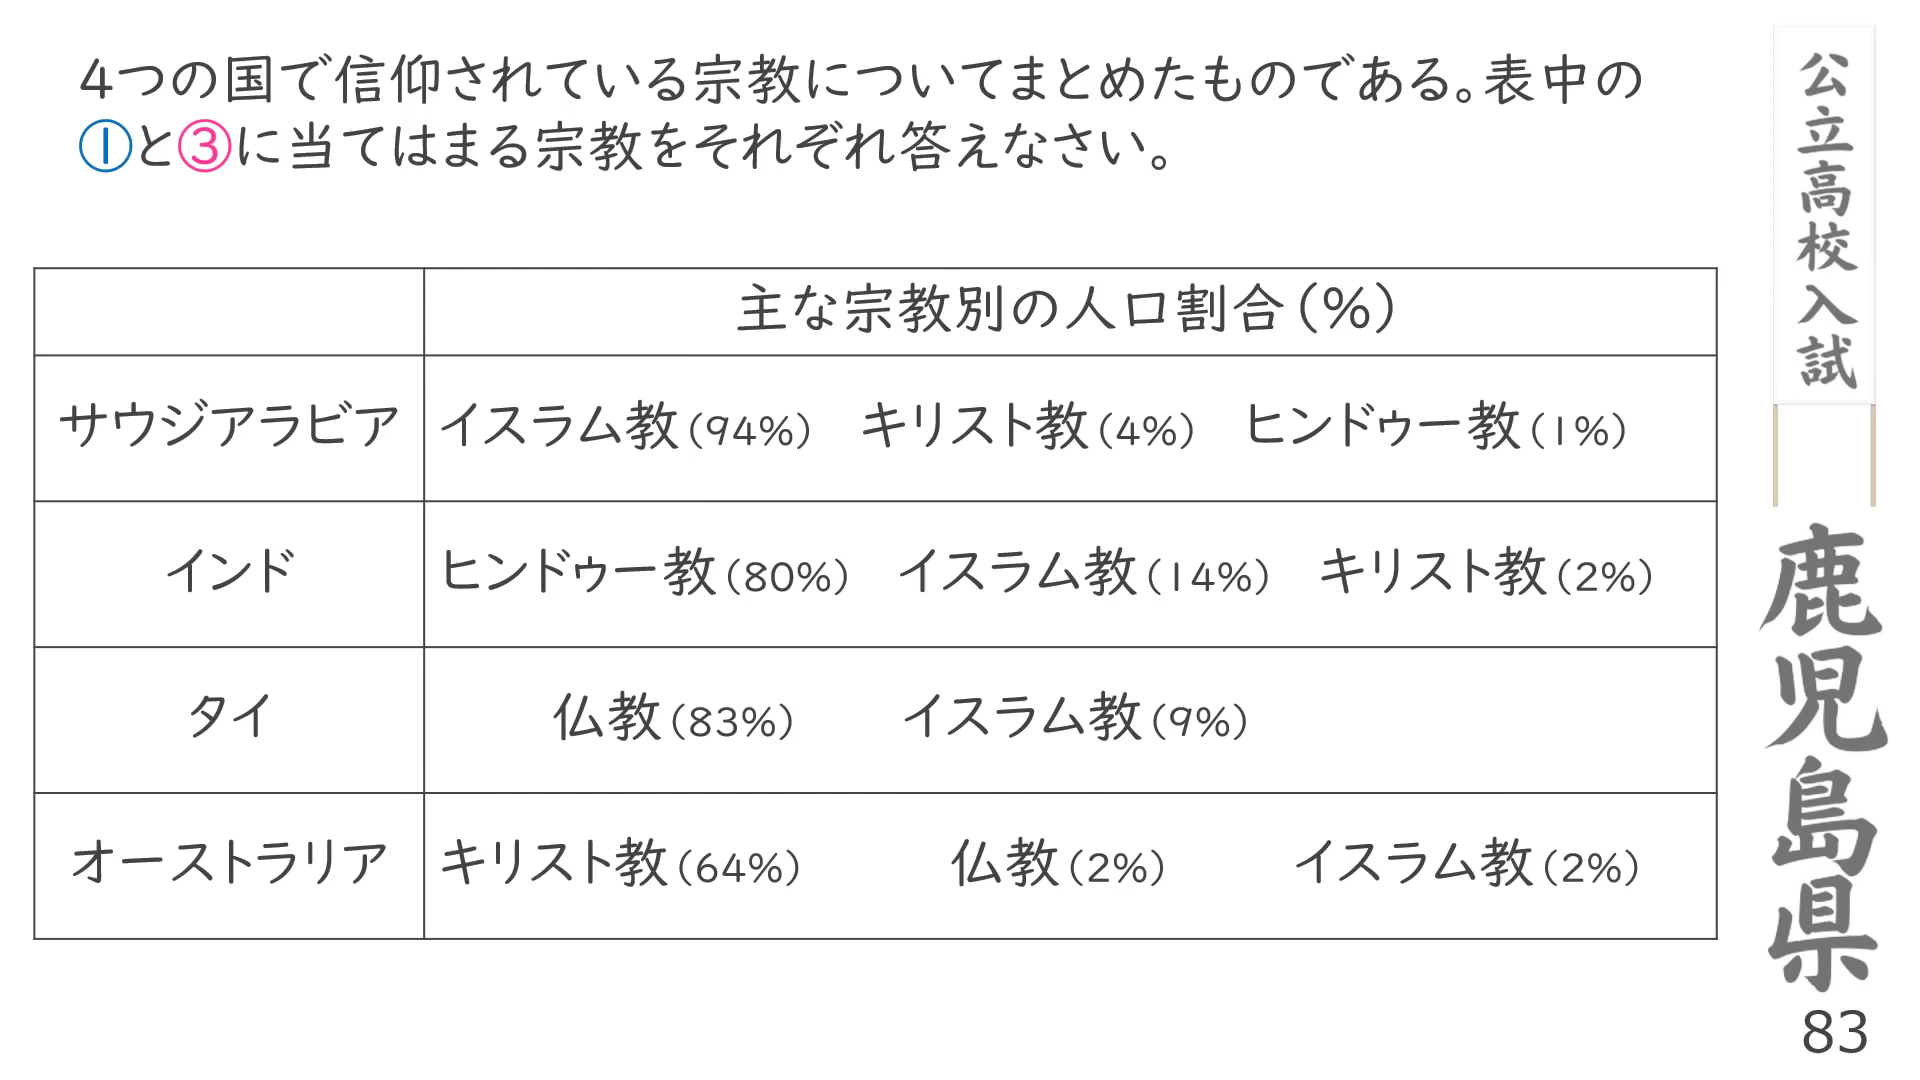 4つの国で信仰されている宗教についてまとめたものである。表中の
①と③に当てはまる宗教をそれぞれ答えなさい。
主な宗教別の人口割合(%)
サウジアラビア イスラム教(94%) キリスト教(4%) ヒンドゥー教(1%)
インド ヒンドゥー教(80%) イスラム教(14%) キリスト教(2%)
タイ 仏教(83%) イスラム教(9%)
オーストラリア キリスト教(64%) 仏教(2%) イスラム教(2%)
公立高校入試
鹿児島県
83